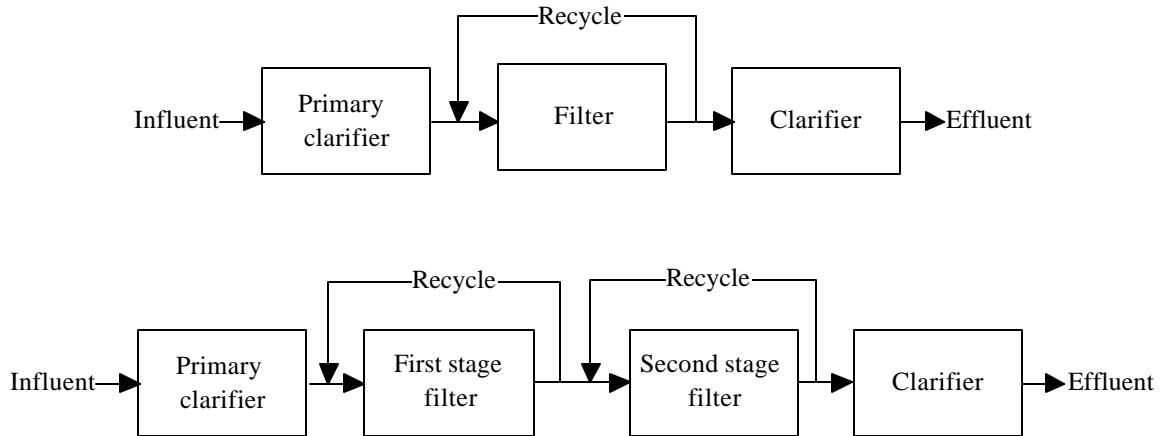 Recycle
Influent
Primary
clarifier
Filter
Clarifier
Effluent
Recycle
Recycle
Influent
Primary
clarifier
First stage
filter
Second stage
filter
Clarifier
Effluent